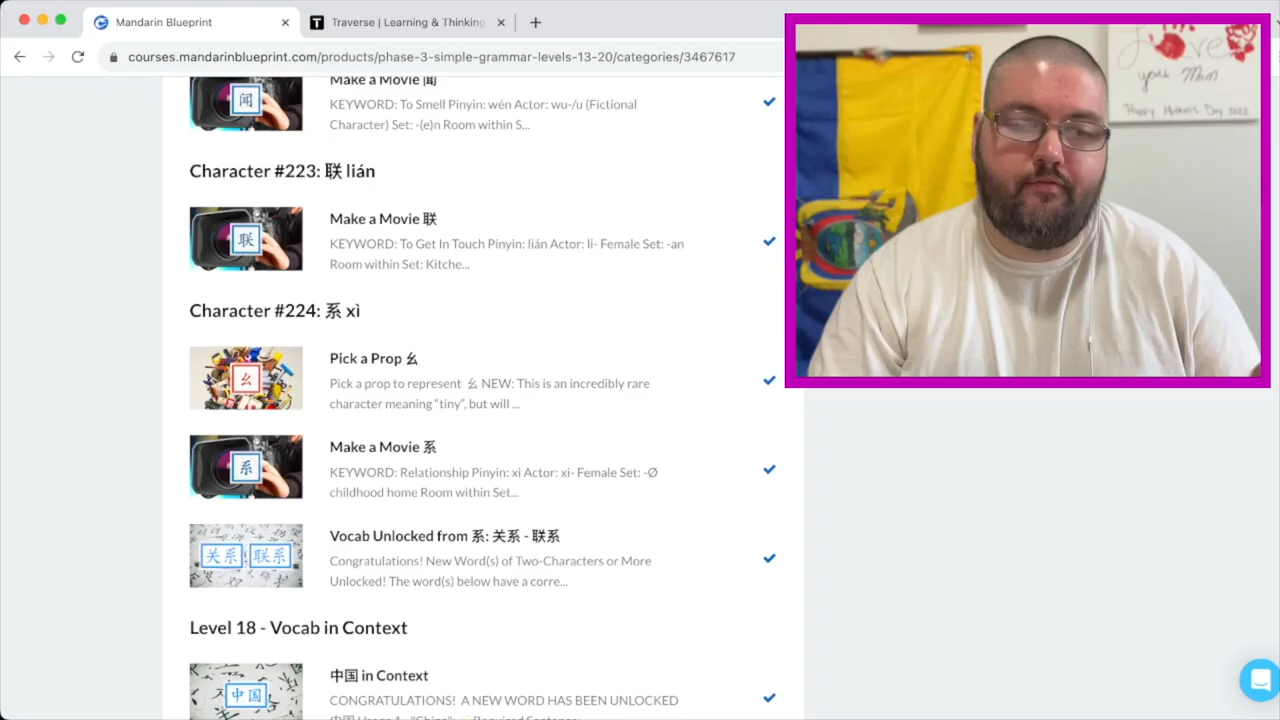 Mandarin Blueprint
Traverse | Learning & Thinking
courses.mandarinblueprint.com/products/phase-3-simple-grammar-levels-13-20/categories/3467617
Love
you Mom
Happy Mothers Day 2022
闻
Make a Movie 闻
KEYWORD: To Smell Pinyin: wén Actor: wu-/u (Fictional
Character) Set: -(e)n Room within S...
Character #223: 联 lián
联
Make a Movie 联
KEYWORD: To Get In Touch Pinyin: lián Actor: li- Female Set: -an
Room within Set: Kitche...
Character #224: 系 xì
幺
Pick a Prop 幺
Pick a prop to represent 幺 NEW: This is an incredibly rare
character meaning “tiny”, but will ...
系
Make a Movie 系
KEYWORD: Relationship Pinyin: xì Actor: xi- Female Set: -Ø
childhood home Room within Set...
关系 联系
Vocab Unlocked from 系: 关系 - 联系
Congratulations! New Word(s) of Two-Characters or More
Unlocked! The word(s) below have a corre...
Level 18 - Vocab in Context
中国
中国 in Context
CONGRATULATIONS! A NEW WORD HAS BEEN UNLOCKED